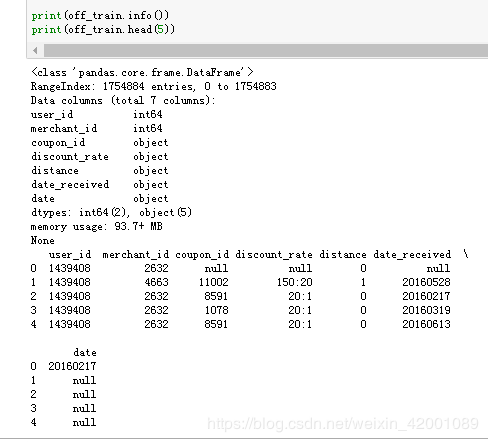 print(off_train.info())
print(off_train.head(5))
<class 'pandas.core.frame.DataFrame'>
RangeIndex: 1754884 entries, 0 to 1754883
Data columns (total 7 columns):
user_id int64
merchant_id int64
coupon_id object
discount_rate object
distance object
date_received object
date object
dtypes: int64(2), object(5)
memory usage: 93.7+ MB
None
user_id merchant_id coupon_id discount_rate distance date_received \
0 1439408 2632 null null 0 null
1 1439408 4663 11002 150:20 1 20160528
2 1439408 2632 8591 20:1 0 20160217
3 1439408 2632 1078 20:1 0 20160319
4 1439408 2632 8591 20:1 0 20160613
date
0 20160217
1 null
2 null
3 null
4 null
https://blog.csdn.net/weixin_42001089